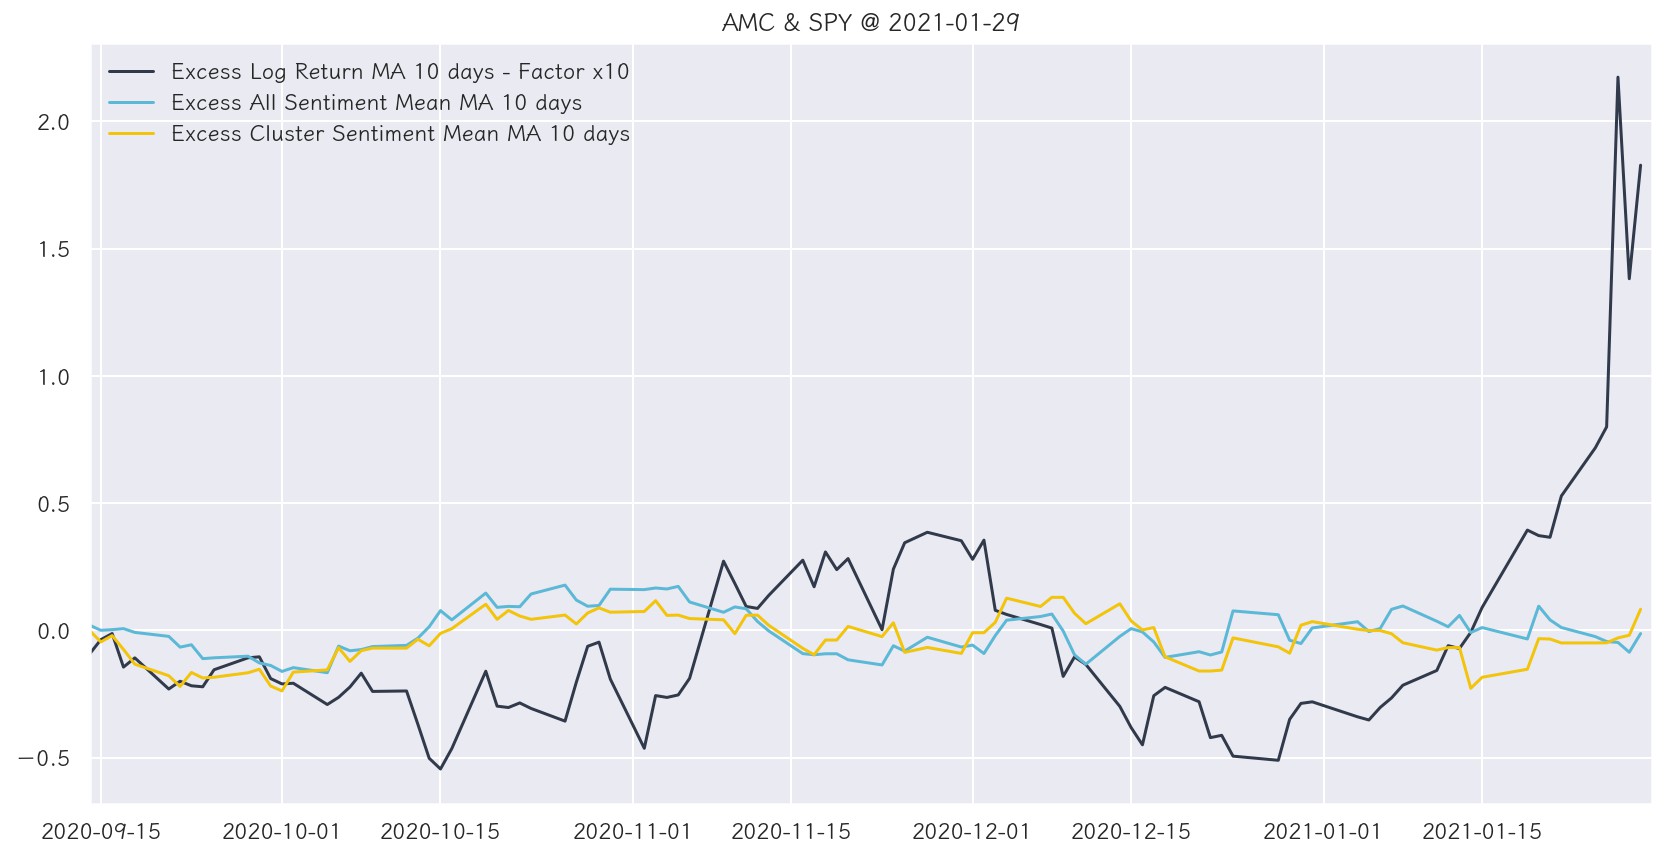 AMC & SPY @ 2021-01-29
Excess Log Return MA 10 days - Factor x10
Excess All Sentiment Mean MA 10 days
Excess Cluster Sentiment Mean MA 10 days
2.0
1.5
1.0
0.5
0.0
−0.5
2020-09-15 2020-10-01 2020-10-15 2020-11-01 2020-11-15 2020-12-01 2020-12-15 2021-01-01 2021-01-15